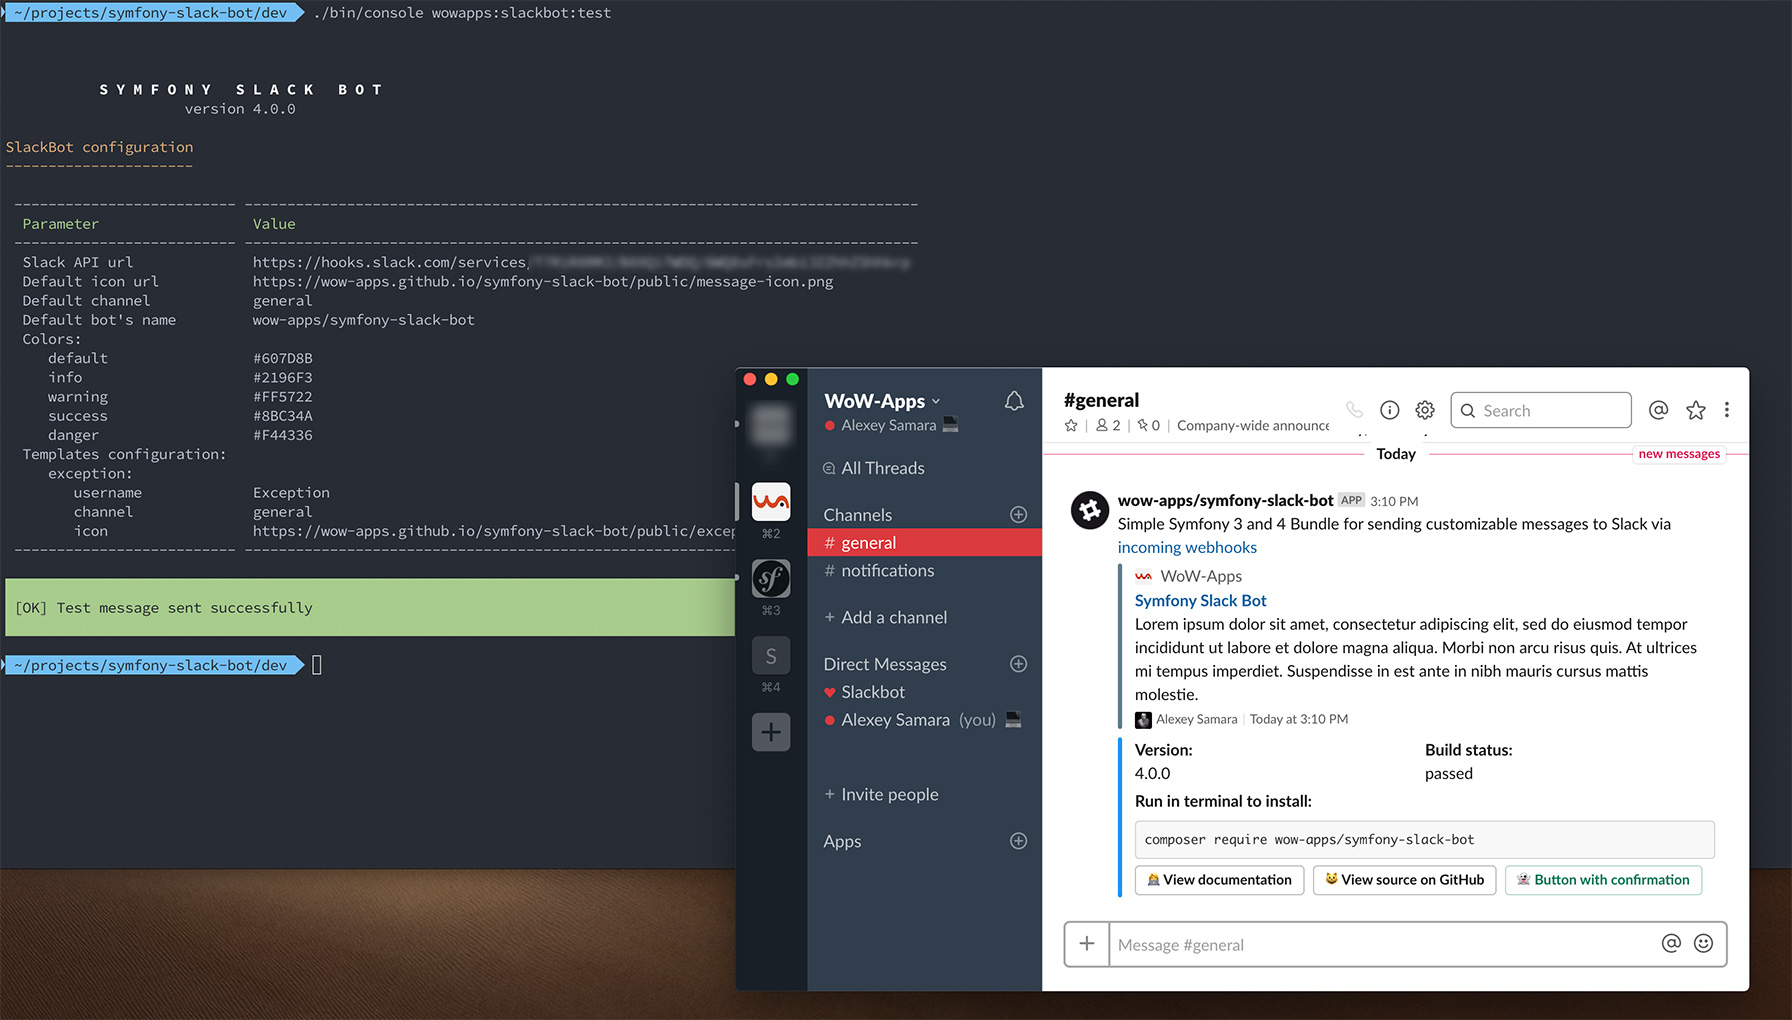 ~/projects/symfony-slack-bot/dev ./bin/console wowapps:slackbot:test
SYMFONY SLACK BOT
version 4.0.0
SlackBot configuration
Parameter Value
Slack API url https://hooks.slack.com/services/
Default icon url https://wow-apps.github.io/symfony-slack-bot/public/message-icon.png
Default channel general
Default bot's name wow-apps/symfony-slack-bot
Colors:
default #607D8B
info #2196F3
warning #FF5722
success #8BC34A
danger #F44336
Templates configuration:
exception:
username Exception
channel general
icon https://wow-apps.github.io/symfony-slack-bot/public/excep
[OK] Test message sent successfully
~/projects/symfony-slack-bot/dev
⌘2
sf
⌘3
S
⌘4
WoW-Apps
Alexey Samara
All Threads
Channels
# general
# notifications
+ Add a channel
Direct Messages
Slackbot
Alexey Samara (you)
+ Invite people
Apps
#general
2 | 0 | Company-wide announce
Search
Today
new messages
wow-apps/symfony-slack-bot APP 3:10 PM
Simple Symfony 3 and 4 Bundle for sending customizable messages to Slack via
incoming webhooks
WoW-Apps
Symfony Slack Bot
Lorem ipsum dolor sit amet, consectetur adipiscing elit, sed do eiusmod tempor
incididunt ut labore et dolore magna aliqua. Morbi non arcu risus quis. At ultrices
mi tempus imperdiet. Suspendisse in est ante in nibh mauris cursus mattis
molestie.
Alexey Samara | Today at 3:10 PM
Version: Build status:
4.0.0 passed
Run in terminal to install:
composer require wow-apps/symfony-slack-bot
View documentation View source on GitHub Button with confirmation
Message #general